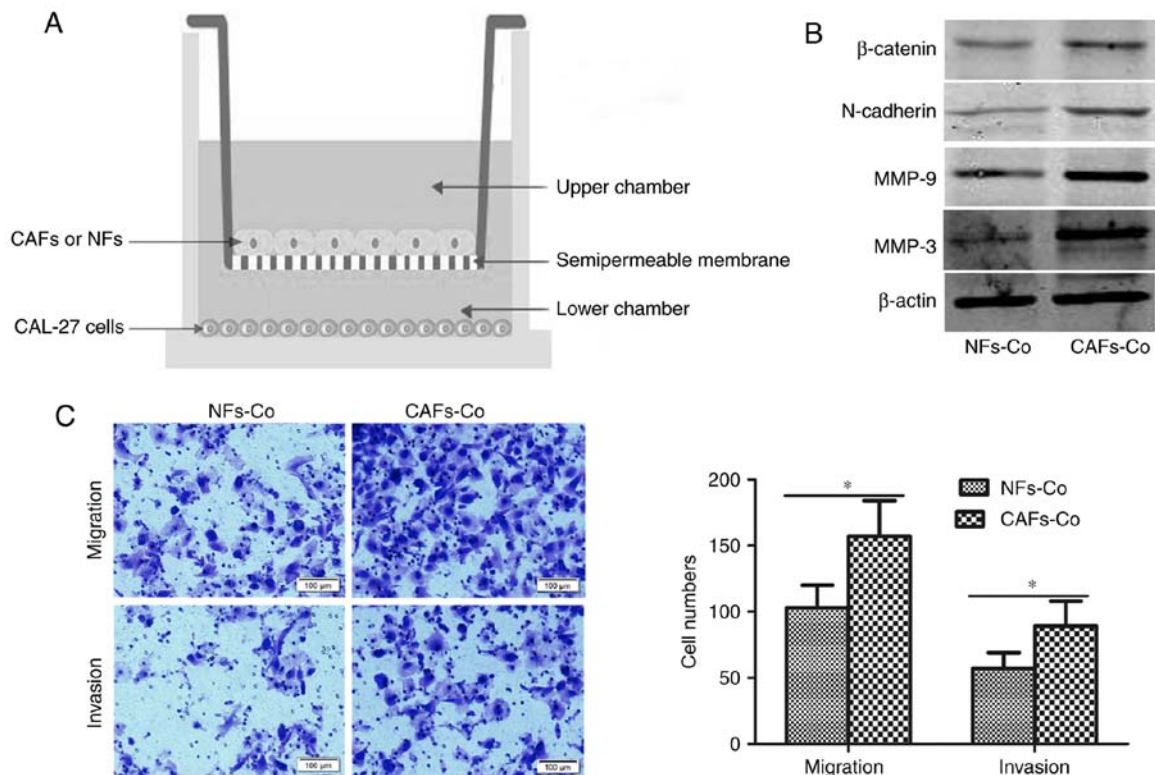 A
Upper chamber
CAFs or NFs
Semipermeable membrane
Lower chamber
CAL-27 cells
B
β-catenin
N-cadherin
MMP-9
MMP-3
β-actin
NFs-Co CAFs-Co
C
NFs-Co CAFs-Co
Migration
100 µm 100 µm
Invasion
100 µm 100 µm
Cell numbers
200
150
100
50
0
* NFs-Co
CAFs-Co
*
Migration Invasion